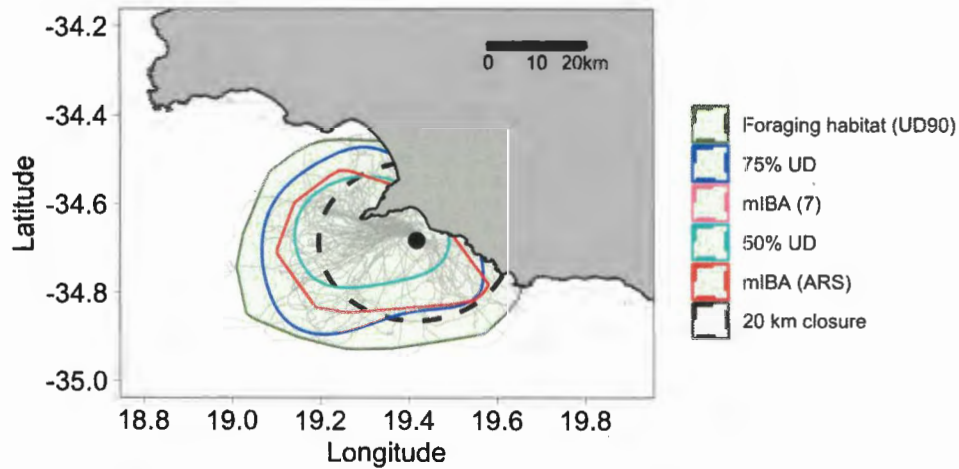 -34.2
-34.4
-34.6
-34.8
-35.0
Latitude
0 10 20km
18.8 19.0 19.2 19.4 19.6 19.8
Longitude
Foraging habitat (UD90)
75% UD
mIBA (7)
50% UD
mIBA (ARS)
20 km closure